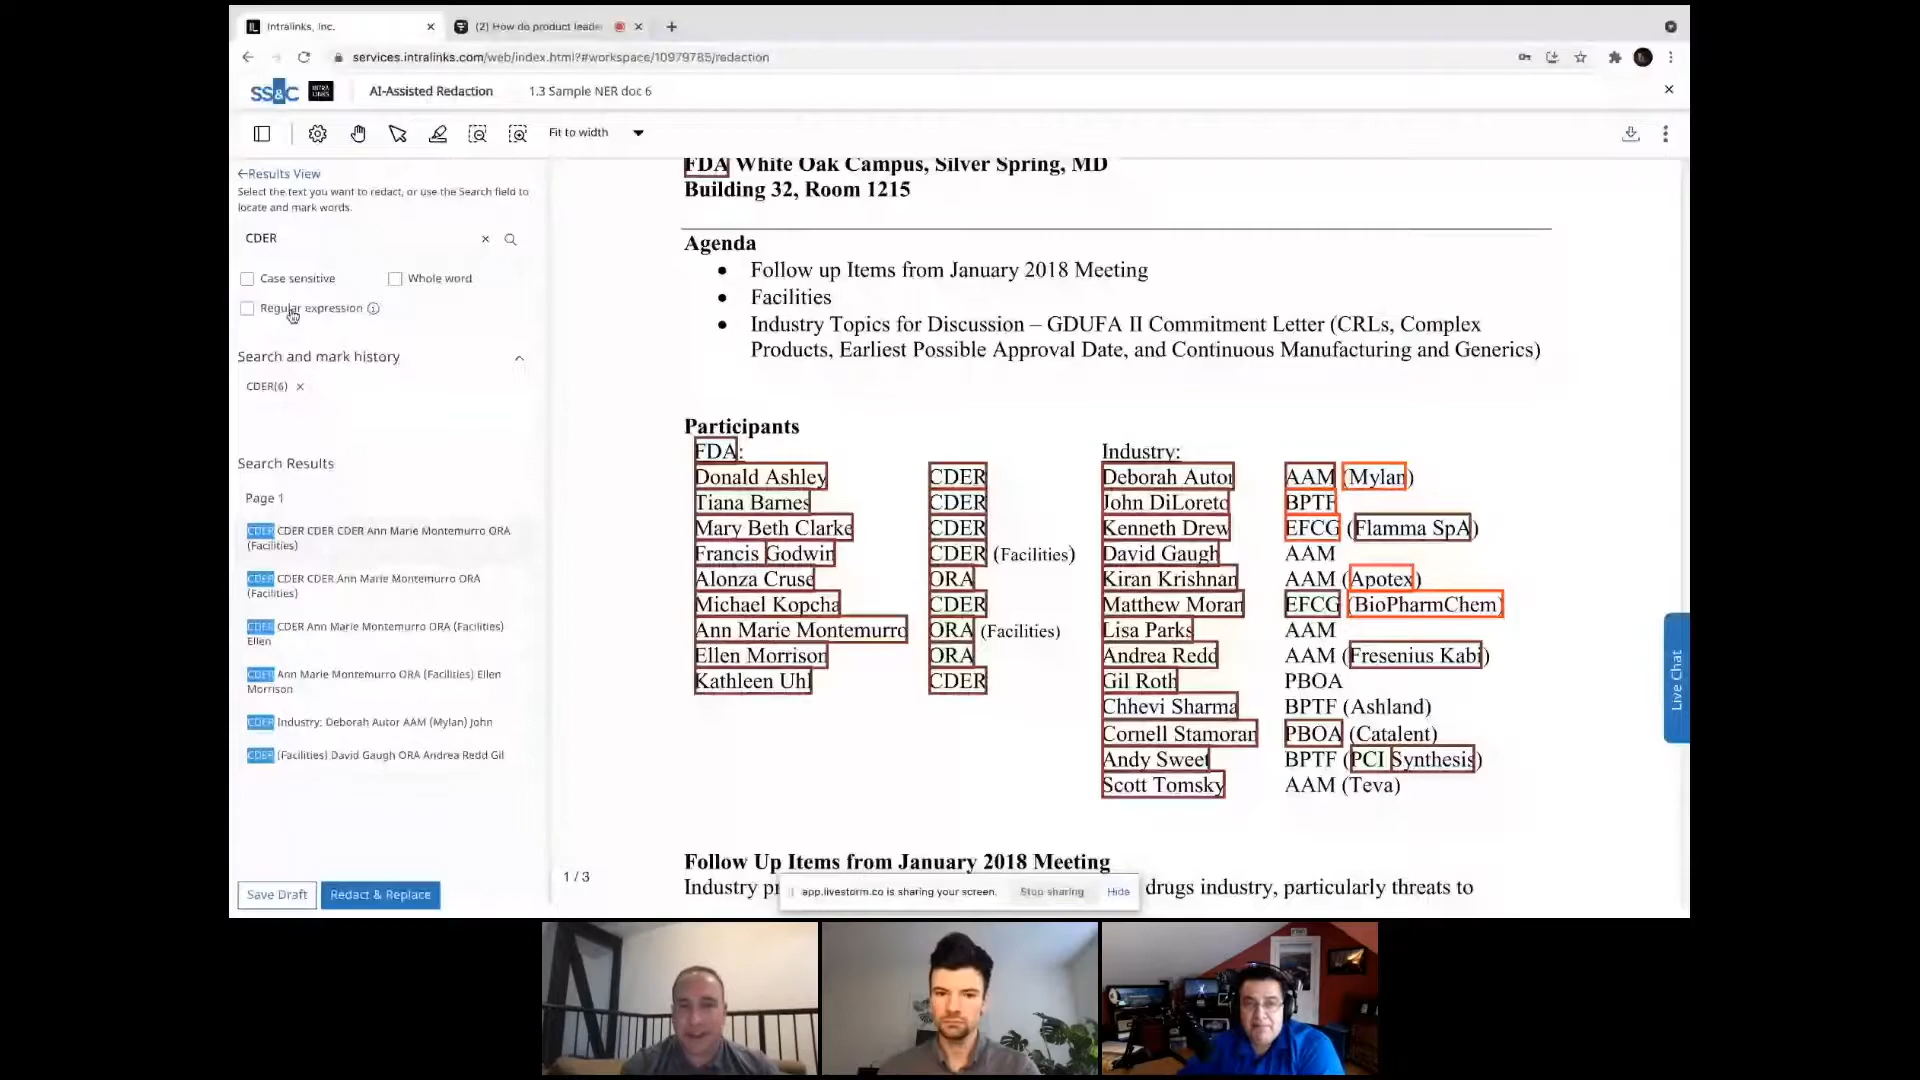 Intralinks, Inc.
(2) How do product leade
services.intralinks.com/web/index.html?#workspace/10979785/redaction
SS&C INTRA LINKS AI-Assisted Redaction 1.3 Sample NER doc 6
Fit to width
←Results View
Select the text you want to redact, or use the Search field to
locate and mark words.
CDER
Case sensitive Whole word
Regular expression
Search and mark history
CDER(6)
Search Results
Page 1
CDER CDER CDER CDER Ann Marie Montemurro ORA
(Facilities)
CDER CDER CDER Ann Marie Montemurro ORA
(Facilities)
CDER CDER Ann Marie Montemurro ORA (Facilities)
Ellen
CDER Ann Marie Montemurro ORA (Facilities) Ellen
Morrison
CDER Industry: Deborah Autor AAM (Mylan) John
CDER (Facilities) David Gaugh ORA Andrea Redd Gil
Save Draft Redact & Replace
FDA White Oak Campus, Silver Spring, MD
Building 32, Room 1215
Agenda
• Follow up Items from January 2018 Meeting
• Facilities
• Industry Topics for Discussion – GDUFA II Commitment Letter (CRLs, Complex
Products, Earliest Possible Approval Date, and Continuous Manufacturing and Generics)
Participants
FDA: Industry:
Donald Ashley CDER Deborah Autor AAM (Mylan)
Tiana Barnes CDER John DiLoreto BPTF
Mary Beth Clarke CDER Kenneth Drew EFCG (Flamma SpA)
Francis Godwin CDER (Facilities) David Gaugh AAM
Alonza Cruse ORA Kiran Krishnan AAM (Apotex)
Michael Kopcha CDER Matthew Moran EFCG (BioPharmChem)
Ann Marie Montemurro ORA (Facilities) Lisa Parks AAM
Ellen Morrison ORA Andrea Redd AAM (Fresenius Kabi)
Kathleen Uhl CDER Gil Roth PBOA
Chhevi Sharma BPTF (Ashland)
Cornell Stamoran PBOA (Catalent)
Andy Sweet BPTF (PCI Synthesis)
Scott Tomsky AAM (Teva)
Follow Up Items from January 2018 Meeting
Industry pr drugs industry, particularly threats to
1 / 3
app.livestorm.co is sharing your screen. Stop sharing Hide
Live Chat